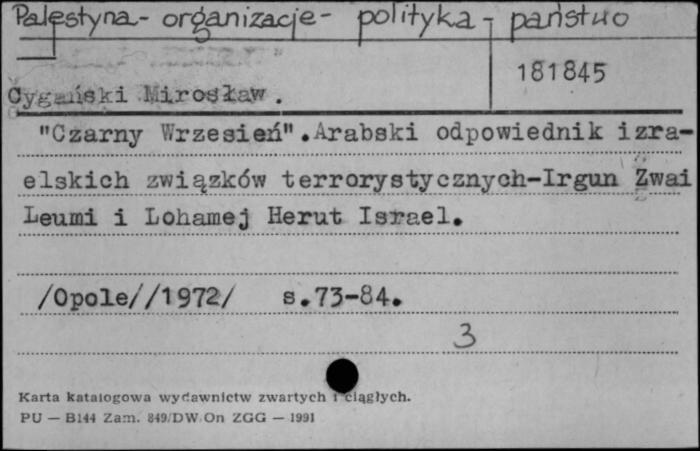 Palestyna - organizacje - polityka - państwo
181845
Cygański Mirosław.
"Czarny Wrzesień".Arabski odpowiednik izra-
elskich związków terrorystycznych-Irgun Zwai
Leumi i Lohamej Herut Israel.
/Opole//1972/ s.73-84.
3
Karta katalogowa wydawnictw zwartych i ciągłych.
PU — B144 Zam. 849/DW On ZGG — 1991